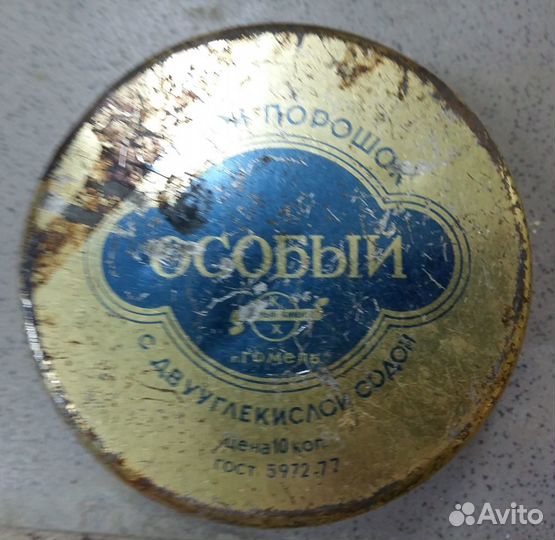 Й ПОРОШОК
ОСОБЫЙ
К
Х
"ГОМЕЛЬ"
С ДВУУГЛЕКИСЛОЙ СОДОЙ
цена 10 коп.
ГОСТ 5972-77
Avito